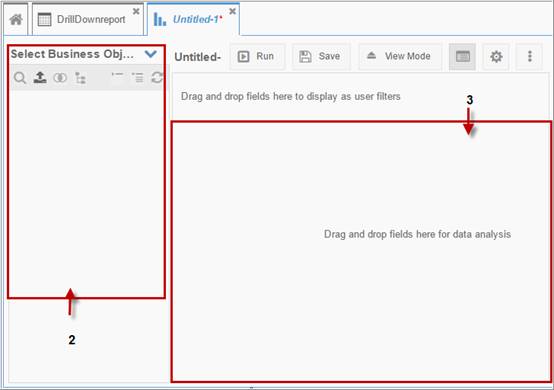 DrillDownreport
Untitled-1*
Select Business Obj...
Untitled-
Run
Save
View Mode
Drag and drop fields here to display as user filters
3
Drag and drop fields here for data analysis
2